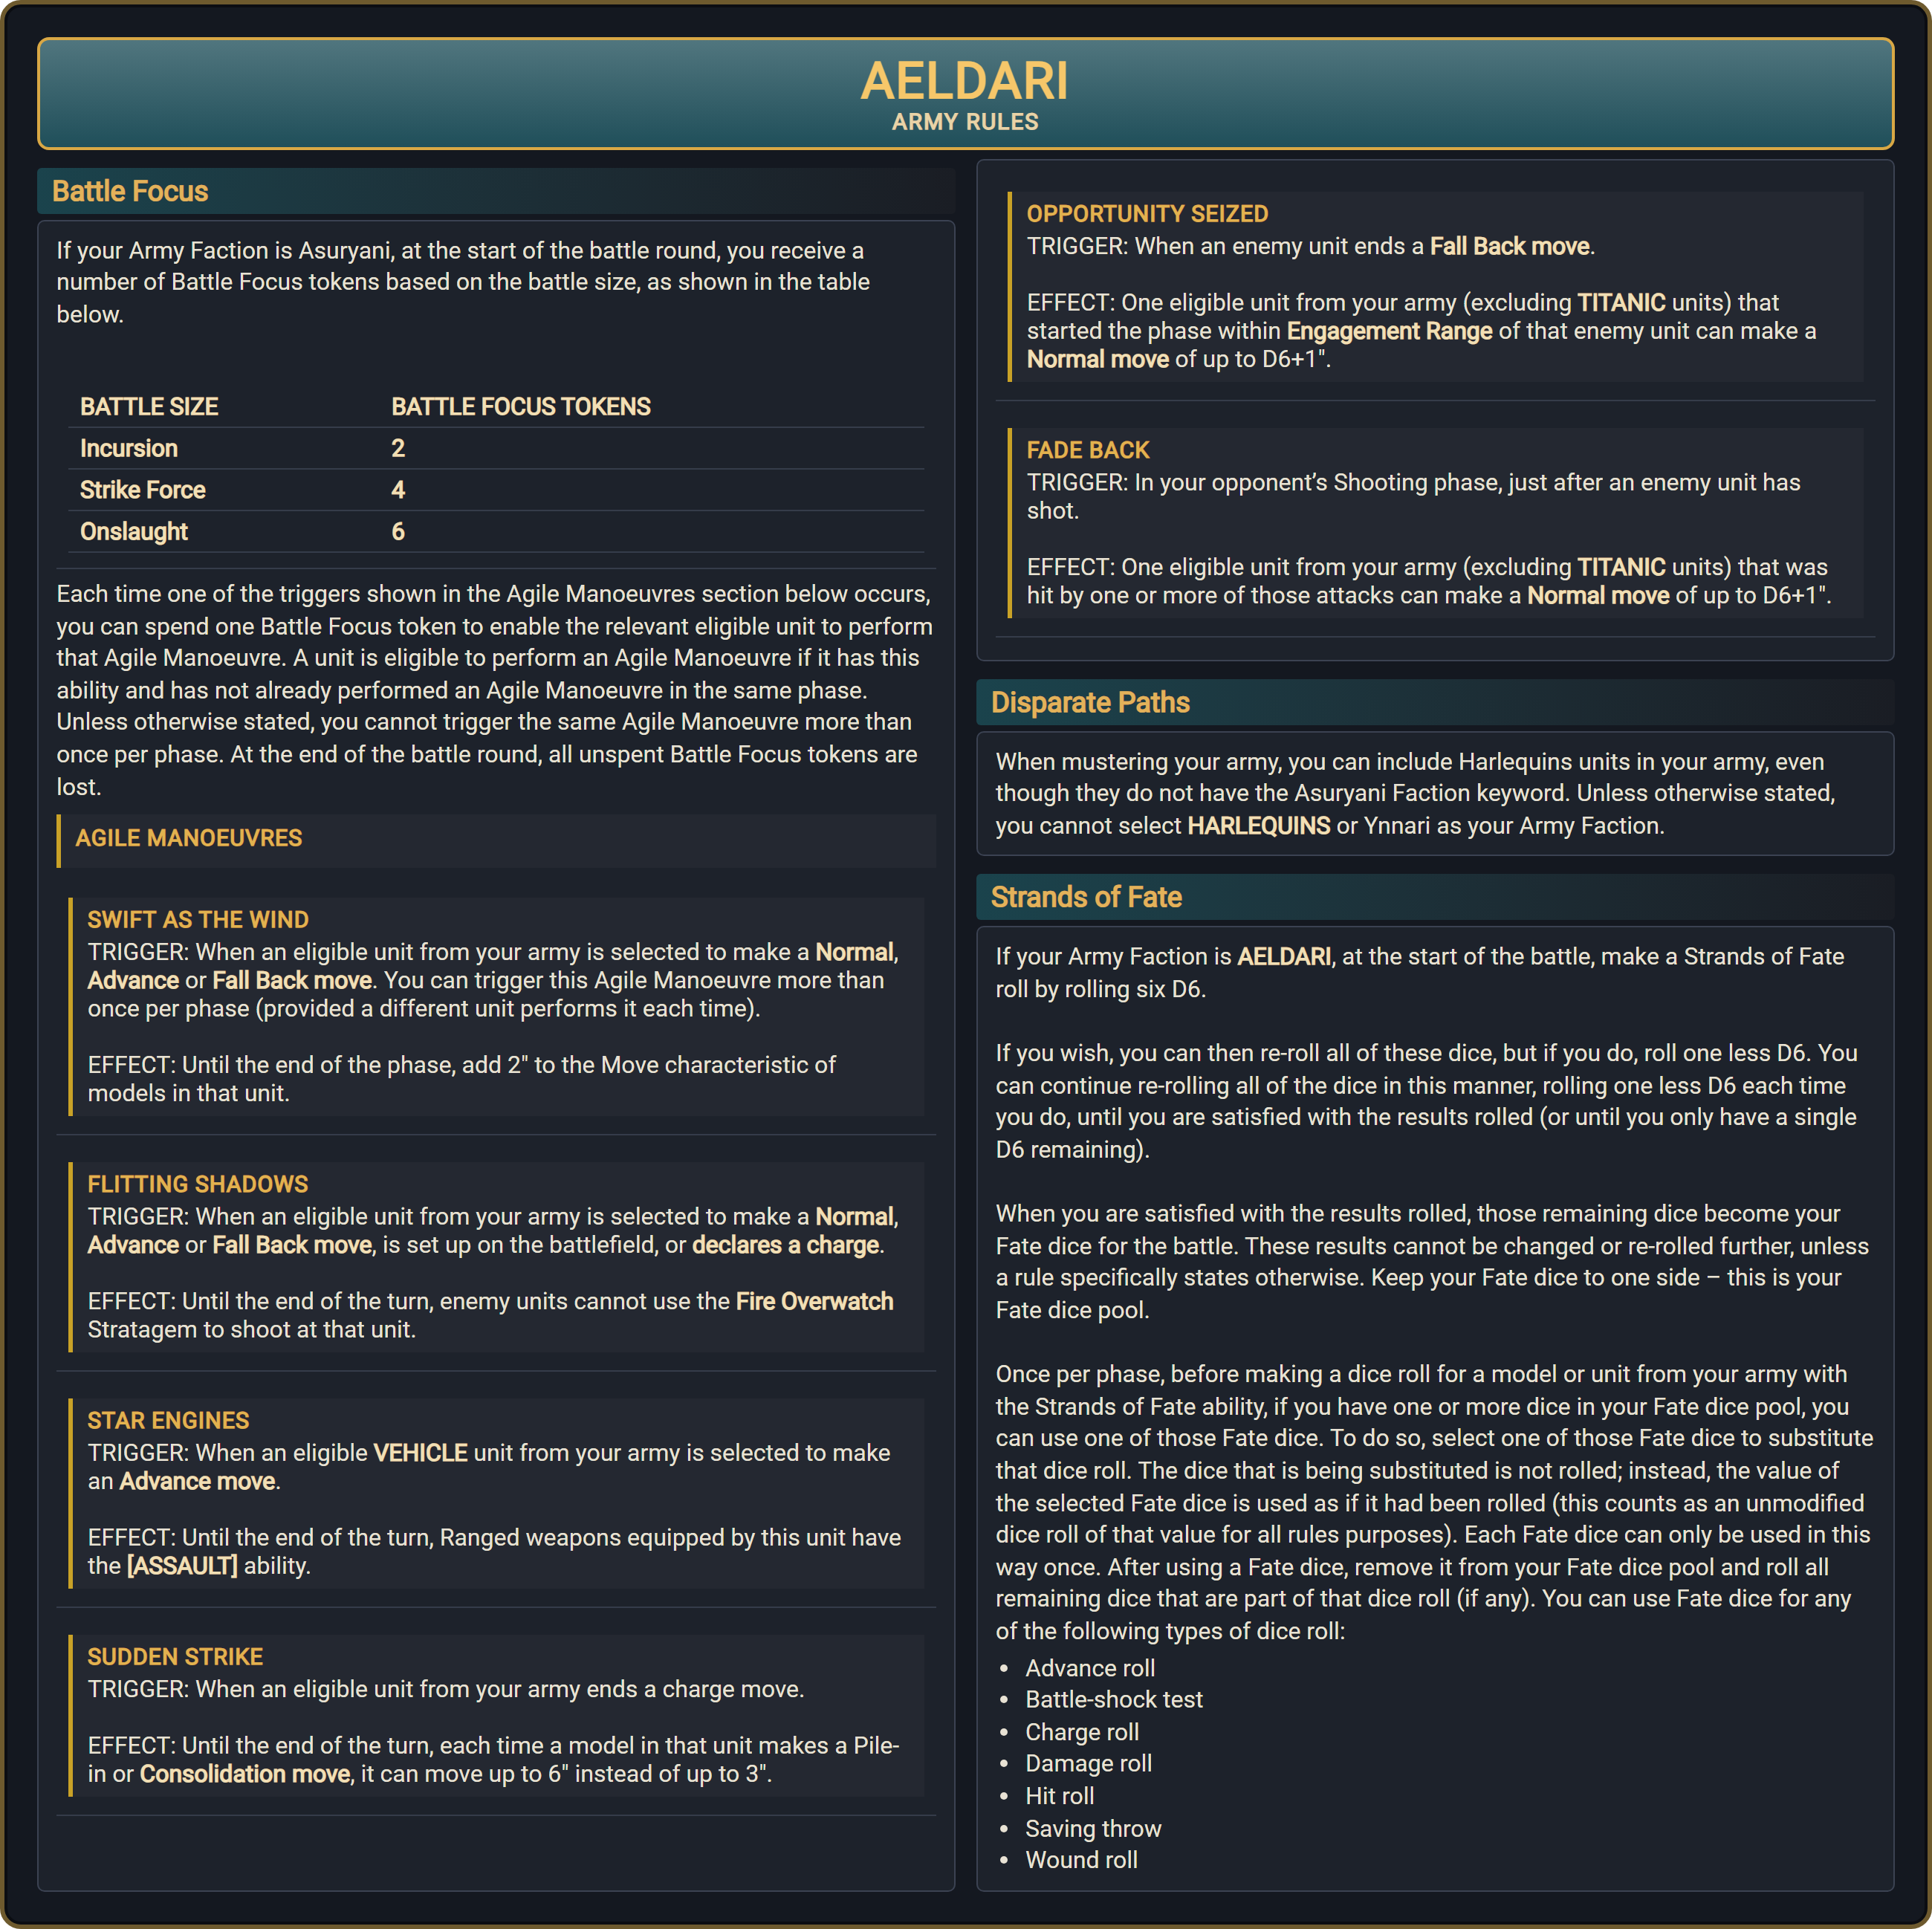 AELDARI
ARMY RULES
Battle Focus
If your Army Faction is Asuryani, at the start of the battle round, you receive a
number of Battle Focus tokens based on the battle size, as shown in the table
below.
BATTLE SIZE BATTLE FOCUS TOKENS
Incursion 2
Strike Force 4
Onslaught 6
Each time one of the triggers shown in the Agile Manoeuvres section below occurs,
you can spend one Battle Focus token to enable the relevant eligible unit to perform
that Agile Manoeuvre. A unit is eligible to perform an Agile Manoeuvre if it has this
ability and has not already performed an Agile Manoeuvre in the same phase.
Unless otherwise stated, you cannot trigger the same Agile Manoeuvre more than
once per phase. At the end of the battle round, all unspent Battle Focus tokens are
lost.
AGILE MANOEUVRES
SWIFT AS THE WIND
TRIGGER: When an eligible unit from your army is selected to make a Normal,
Advance or Fall Back move. You can trigger this Agile Manoeuvre more than
once per phase (provided a different unit performs it each time).
EFFECT: Until the end of the phase, add 2" to the Move characteristic of
models in that unit.
FLITTING SHADOWS
TRIGGER: When an eligible unit from your army is selected to make a Normal,
Advance or Fall Back move, is set up on the battlefield, or declares a charge.
EFFECT: Until the end of the turn, enemy units cannot use the Fire Overwatch
Stratagem to shoot at that unit.
STAR ENGINES
TRIGGER: When an eligible VEHICLE unit from your army is selected to make
an Advance move.
EFFECT: Until the end of the turn, Ranged weapons equipped by this unit have
the [ASSAULT] ability.
SUDDEN STRIKE
TRIGGER: When an eligible unit from your army ends a charge move.
EFFECT: Until the end of the turn, each time a model in that unit makes a Pile-
in or Consolidation move, it can move up to 6" instead of up to 3".
OPPORTUNITY SEIZED
TRIGGER: When an enemy unit ends a Fall Back move.
EFFECT: One eligible unit from your army (excluding TITANIC units) that
started the phase within Engagement Range of that enemy unit can make a
Normal move of up to D6+1".
FADE BACK
TRIGGER: In your opponent’s Shooting phase, just after an enemy unit has
shot.
EFFECT: One eligible unit from your army (excluding TITANIC units) that was
hit by one or more of those attacks can make a Normal move of up to D6+1".
Disparate Paths
When mustering your army, you can include Harlequins units in your army, even
though they do not have the Asuryani Faction keyword. Unless otherwise stated,
you cannot select HARLEQUINS or Ynnari as your Army Faction.
Strands of Fate
If your Army Faction is AELDARI, at the start of the battle, make a Strands of Fate
roll by rolling six D6.
If you wish, you can then re-roll all of these dice, but if you do, roll one less D6. You
can continue re-rolling all of the dice in this manner, rolling one less D6 each time
you do, until you are satisfied with the results rolled (or until you only have a single
D6 remaining).
When you are satisfied with the results rolled, those remaining dice become your
Fate dice for the battle. These results cannot be changed or re-rolled further, unless
a rule specifically states otherwise. Keep your Fate dice to one side – this is your
Fate dice pool.
Once per phase, before making a dice roll for a model or unit from your army with
the Strands of Fate ability, if you have one or more dice in your Fate dice pool, you
can use one of those Fate dice. To do so, select one of those Fate dice to substitute
that dice roll. The dice that is being substituted is not rolled; instead, the value of
the selected Fate dice is used as if it had been rolled (this counts as an unmodified
dice roll of that value for all rules purposes). Each Fate dice can only be used in this
way once. After using a Fate dice, remove it from your Fate dice pool and roll all
remaining dice that are part of that dice roll (if any). You can use Fate dice for any
of the following types of dice roll:
• Advance roll
• Battle-shock test
• Charge roll
• Damage roll
• Hit roll
• Saving throw
• Wound roll